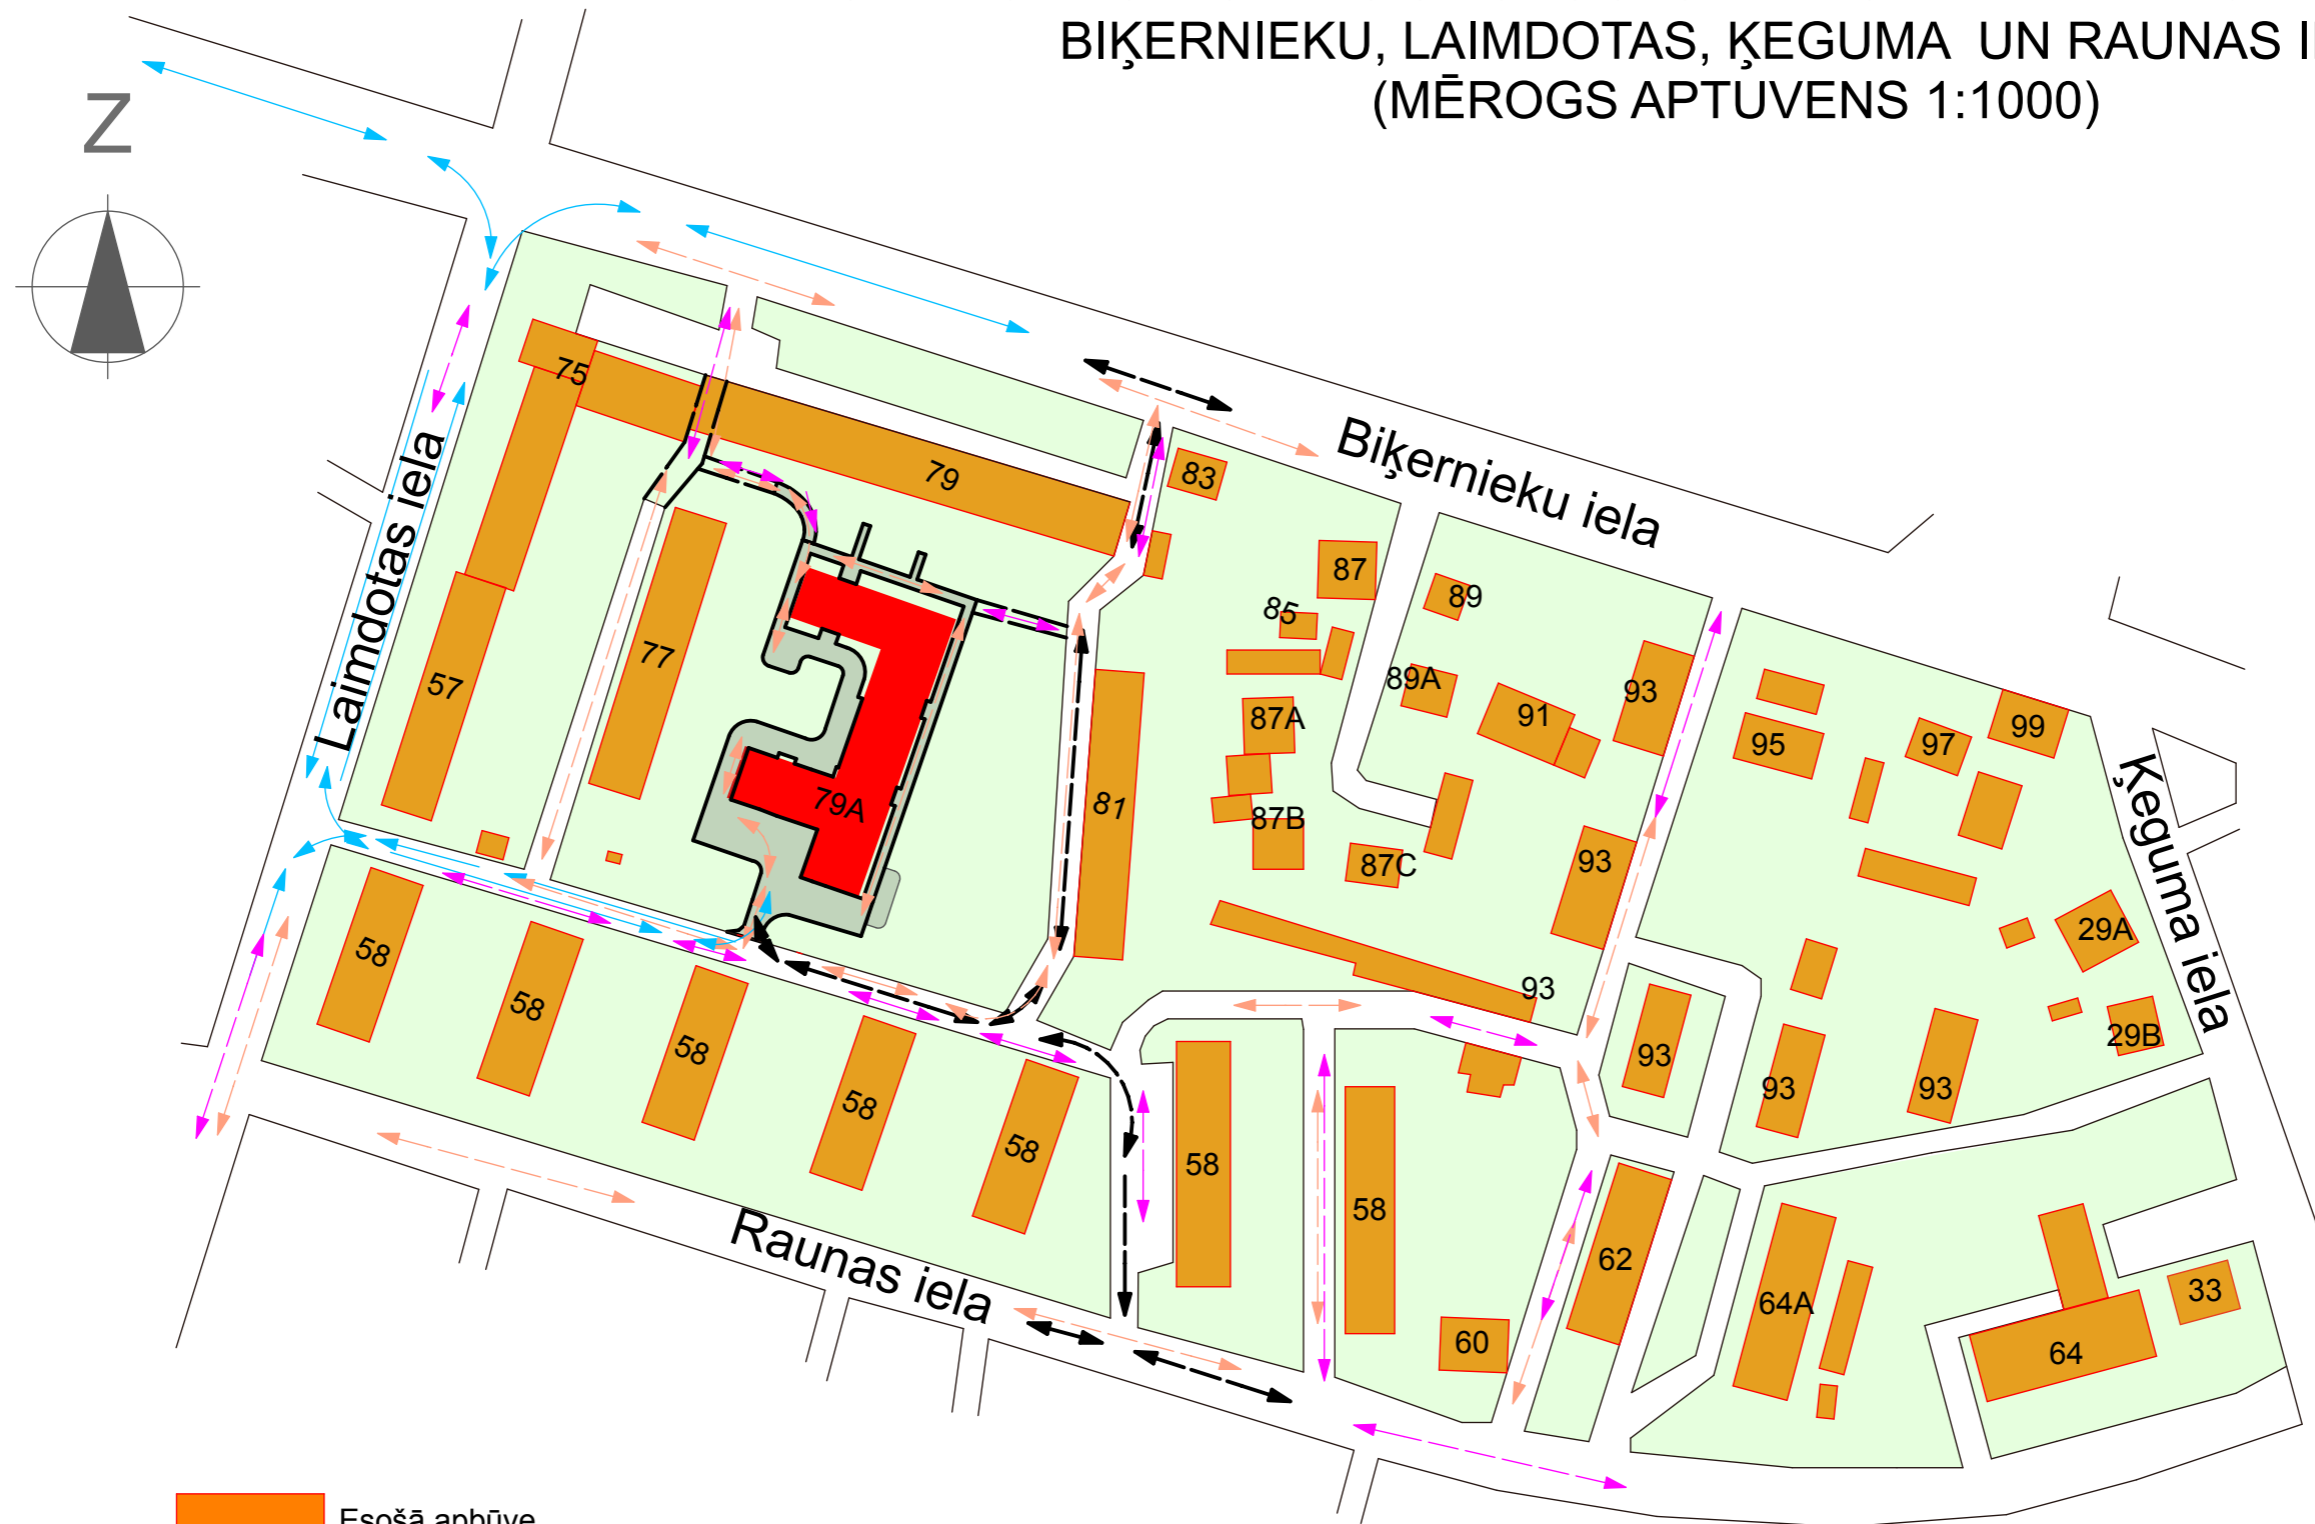 BIĶERNIEKU, LAIMDOTAS, ĶEGUMA UN RAUNAS
(MĒROGS APTUVENS 1:1000)
Z
Biķernieku iela
Laimdotas iela
Ķeguma iela
Raunas iela
75
79
83
87
85
89
77
57
89A
93
91
87A
95
97
99
79A
81
87B
87C
93
29A
58
58
58
58
58
93
93
93
93
29B
58
58
62
60
64A
64
33
Esošā apbūve